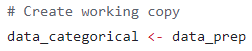 # Create working copy
data_categorical <- data_prep